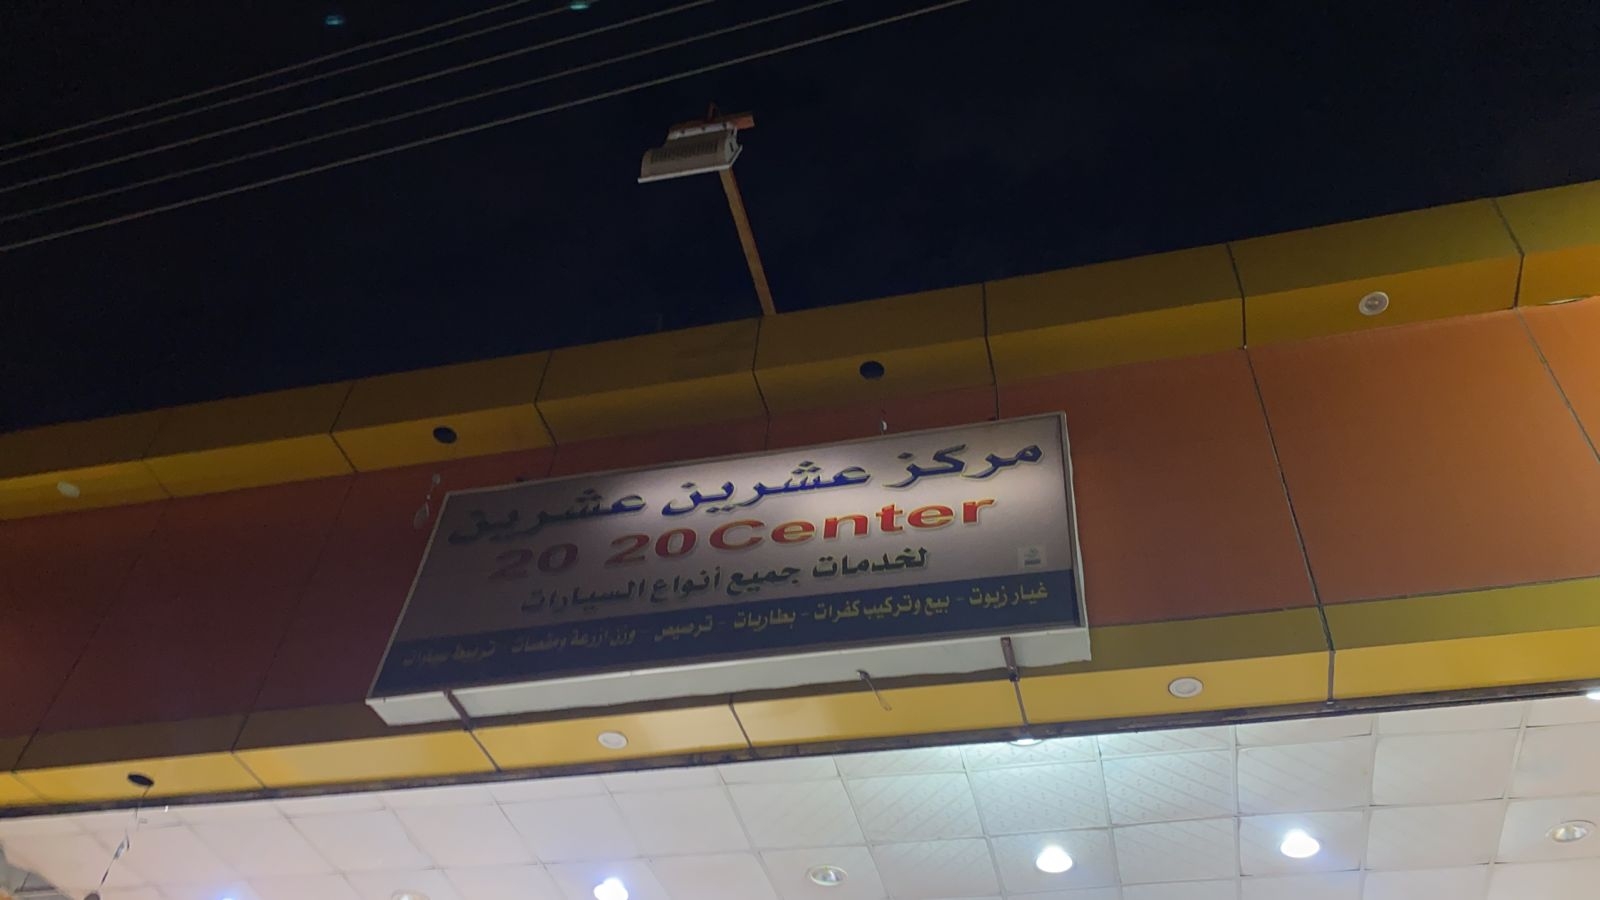 مركز عشرين عشرين
20 20 Center
لخدمات جميع أنواع السيارات
غيار زيوت - بيع وتركيب كفرات - بطاريات - ترصيص - وزن اذرعة ومقصات - تربيط سيارات